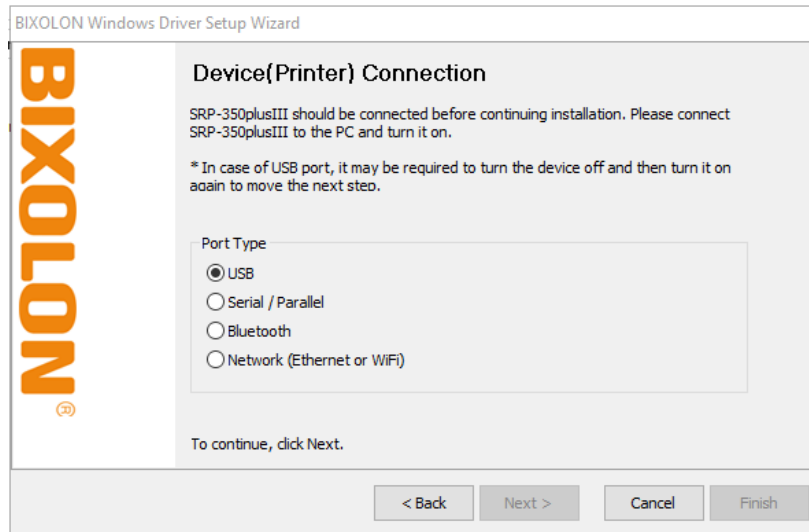 BIXOLON Windows Driver Setup Wizard
BIXOLON®
Device(Printer) Connection
SRP-350plusIII should be connected before continuing installation. Please connect
SRP-350plusIII to the PC and turn it on.
* In case of USB port, it may be required to turn the device off and then turn it on
again to move the next step.
Port Type
USB
Serial / Parallel
Bluetooth
Network (Ethernet or WiFi)
To continue, click Next.
< Back
Next >
Cancel
Finish